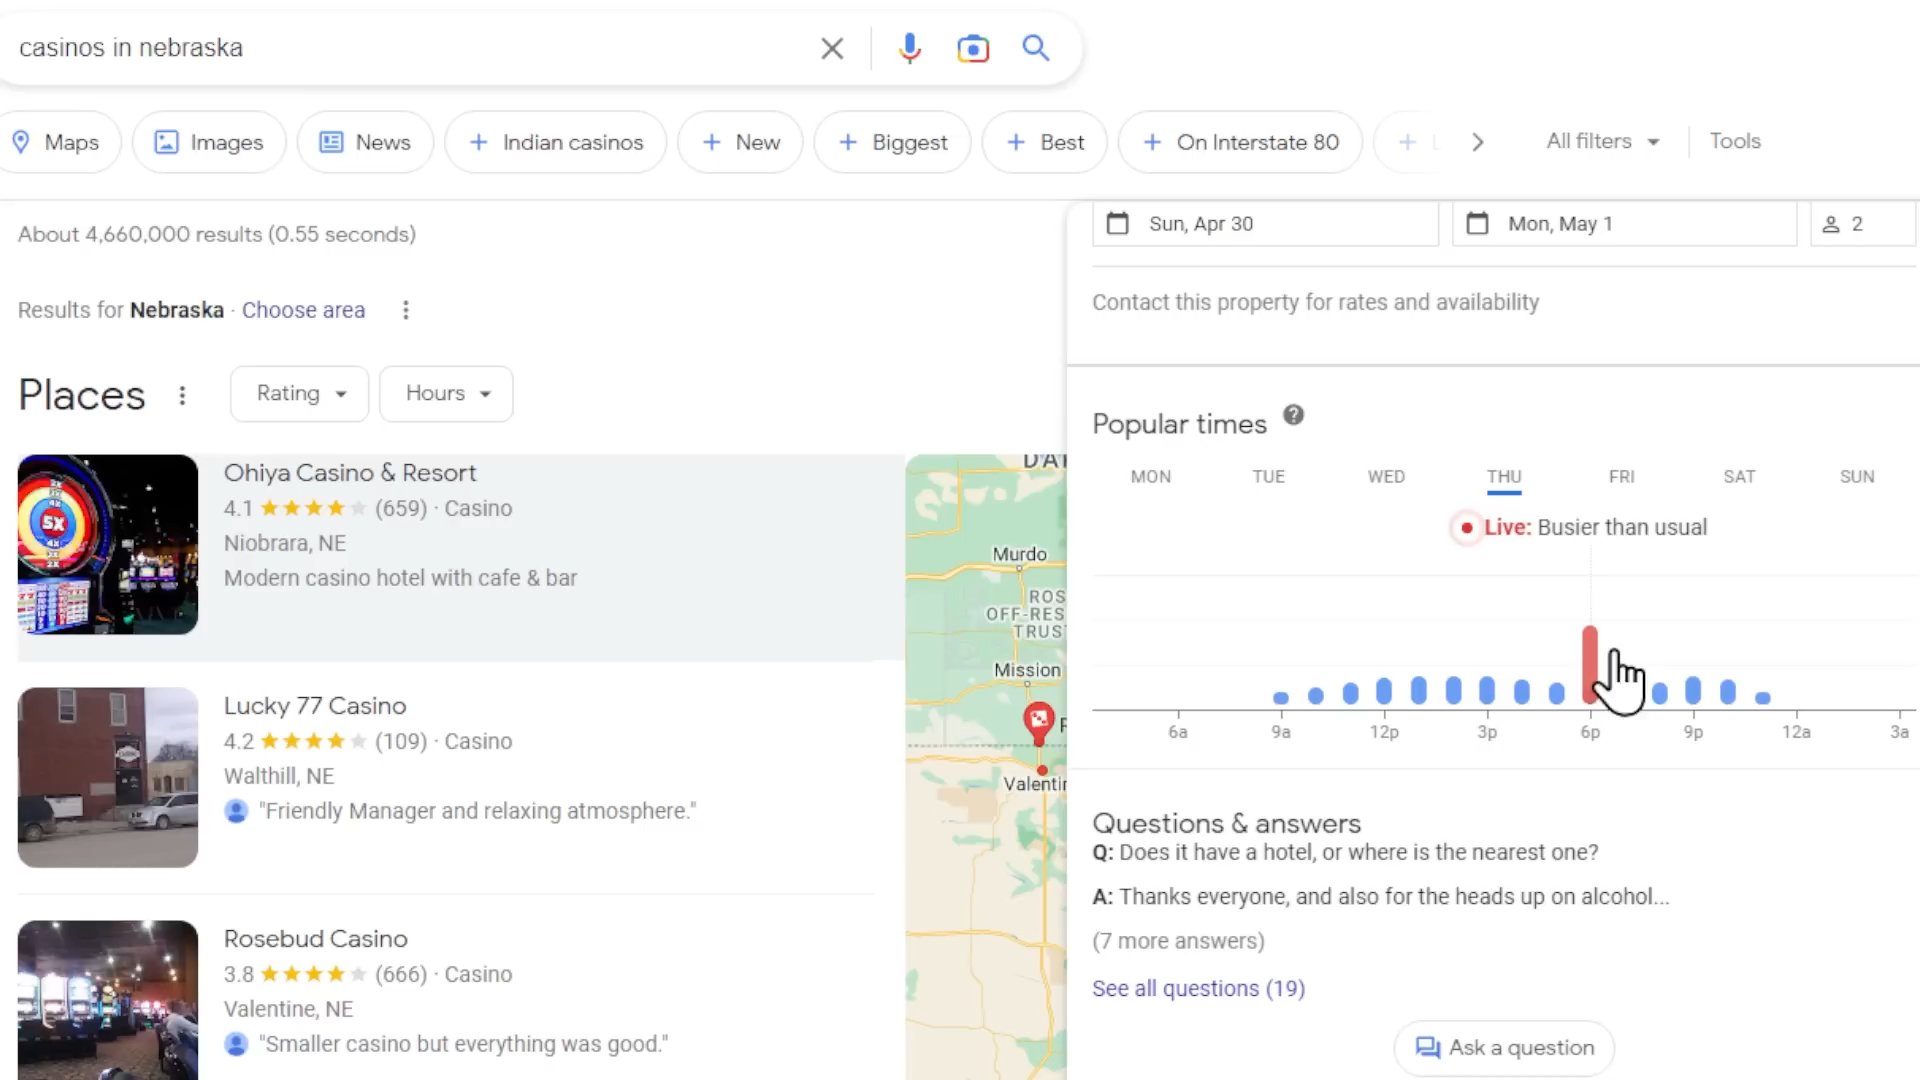 casinos in nebraska
Maps Images News Indian casinos New Biggest Best On Interstate 80 All filters Tools
About 4,660,000 results (0.55 seconds)
Results for Nebraska · Choose area
Places Rating Hours
Ohiya Casino & Resort
4.1 (659) · Casino
Niobrara, NE
Modern casino hotel with cafe & bar
5X
Lucky 77 Casino
4.2 (109) · Casino
Walthill, NE
"Friendly Manager and relaxing atmosphere."
Rosebud Casino
3.8 (666) · Casino
Valentine, NE
"Smaller casino but everything was good."
Murdo
ROS
OFF-RES
TRUS
Mission
Valentin
Sun, Apr 30 Mon, May 1 2
Contact this property for rates and availability
Popular times
MON TUE WED THU FRI SAT SUN
Live: Busier than usual
6a 9a 12p 3p 6p 9p 12a 3a
Questions & answers
Q: Does it have a hotel, or where is the nearest one?
A: Thanks everyone, and also for the heads up on alcohol...
(7 more answers)
See all questions (19)
Ask a question